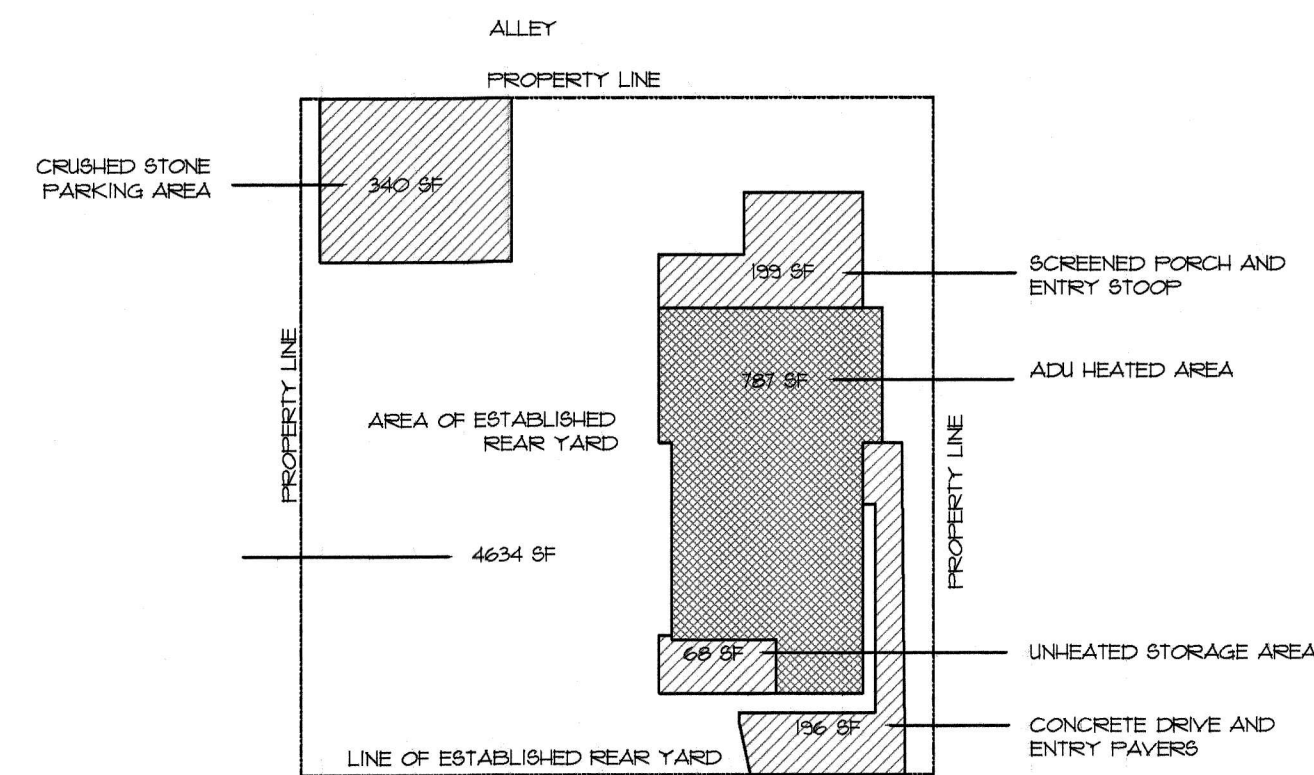 ALLEY
PROPERTY LINE
CRUSHED STONE
PARKING AREA
340 SF
199 SF
SCREENED PORCH AND
ENTRY STOOP
PROPERTY LINE
787 SF
ADU HEATED AREA
AREA OF ESTABLISHED
REAR YARD
PROPERTY LINE
4634 SF
68 SF
UNHEATED STORAGE AREA
196 SF
CONCRETE DRIVE AND
ENTRY PAVERS
LINE OF ESTABLISHED REAR YARD